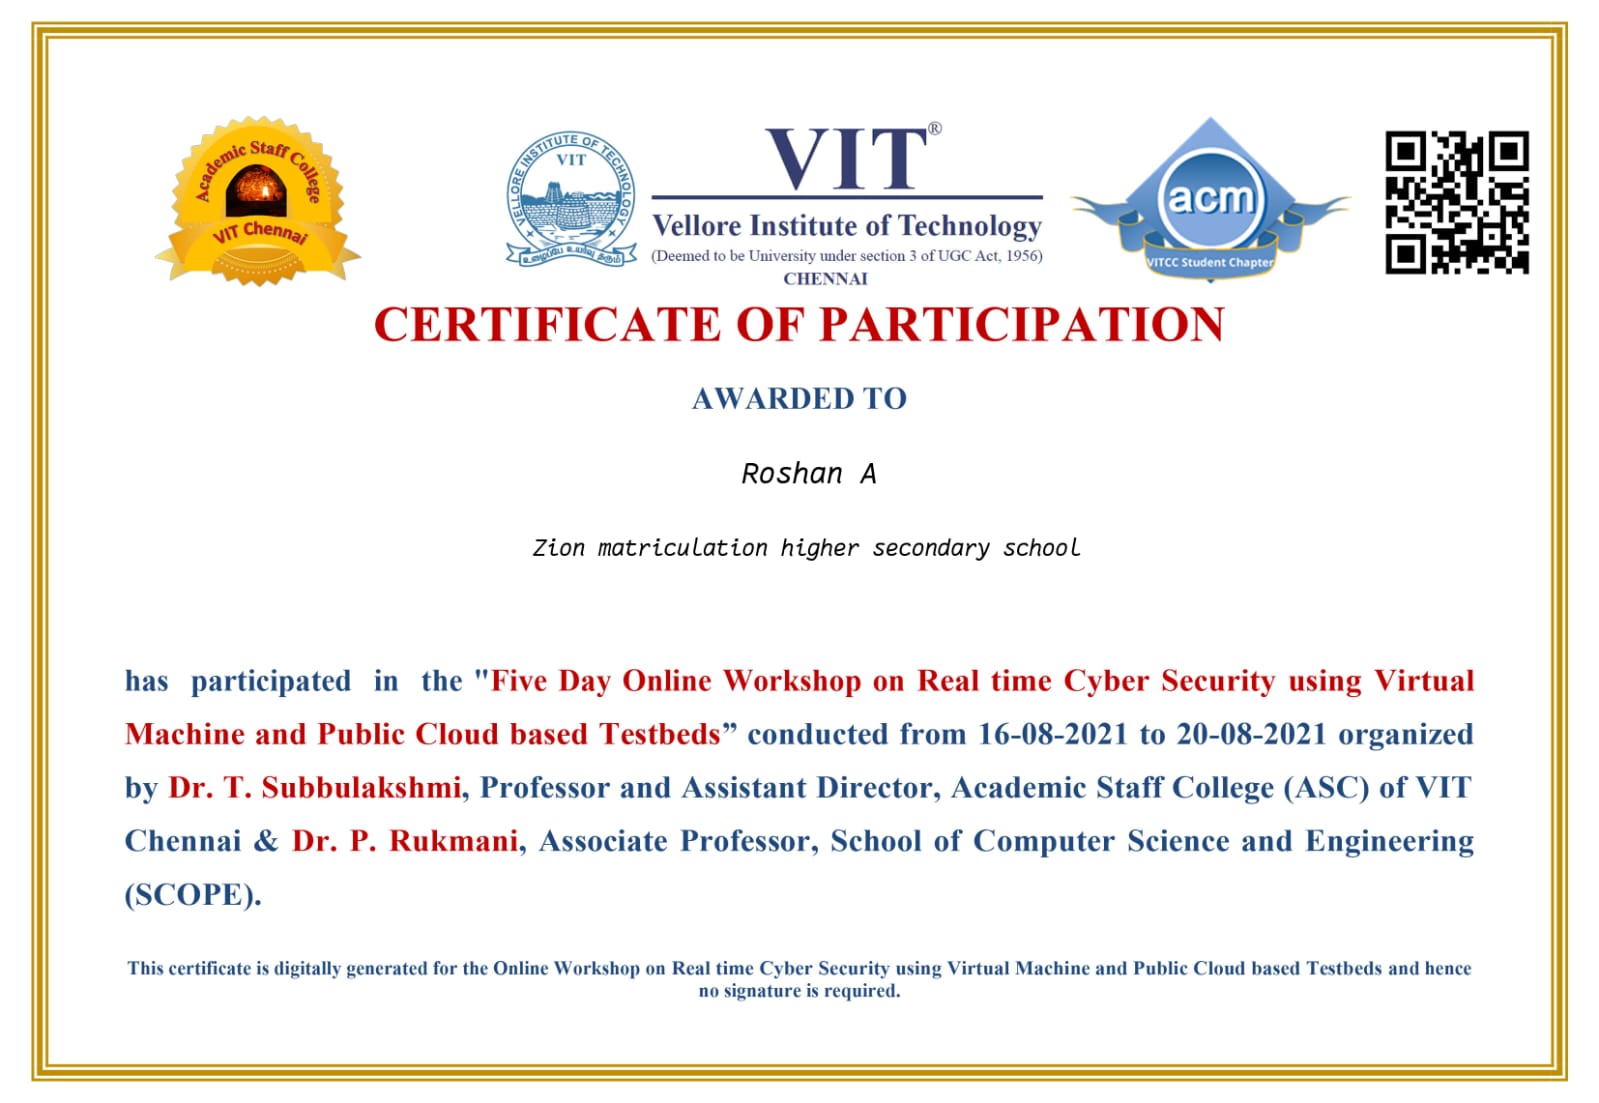 Academic Staff College
VIT Chennai
VELLORE INSTITUTE OF TECHNOLOGY
VIT
உழைப்பே உயர்வு தரும்
VIT®
Vellore Institute of Technology
(Deemed to be University under section 3 of UGC Act, 1956)
CHENNAI
acm
VITCC Student Chapter
CERTIFICATE OF PARTICIPATION
AWARDED TO
Roshan A
Zion matriculation higher secondary school
has participated in the "Five Day Online Workshop on Real time Cyber Security using Virtual
Machine and Public Cloud based Testbeds” conducted from 16-08-2021 to 20-08-2021 organized
by Dr. T. Subbulakshmi, Professor and Assistant Director, Academic Staff College (ASC) of VIT
Chennai & Dr. P. Rukmani, Associate Professor, School of Computer Science and Engineering
(SCOPE).
This certificate is digitally generated for the Online Workshop on Real time Cyber Security using Virtual Machine and Public Cloud based Testbeds and hence
no signature is required.